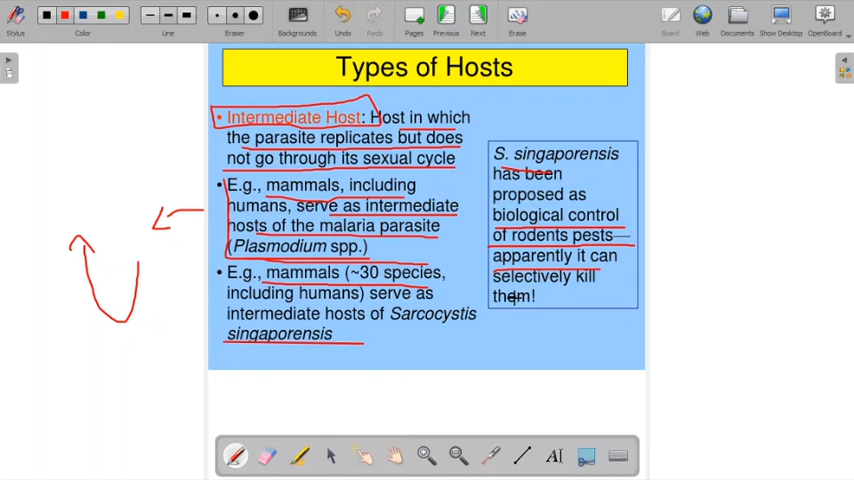 Stylus
Color
Line
Eraser
Backgrounds
Undo
Redo
Pages
Previous
Next
Erase
Board
Web
Documents
Show Desktop
OpenBoard
Types of Hosts
• Intermediate Host: Host in which
the parasite replicates but does
not go through its sexual cycle
• E.g., mammals, including
humans, serve as intermediate
hosts of the malaria parasite
(Plasmodium spp.)
• E.g., mammals (~30 species,
including humans) serve as
intermediate hosts of Sarcocystis
singaporensis
S. singaporensis
has been
proposed as
biological control
of rodents pests
apparently it can
selectively kill
them!
AI